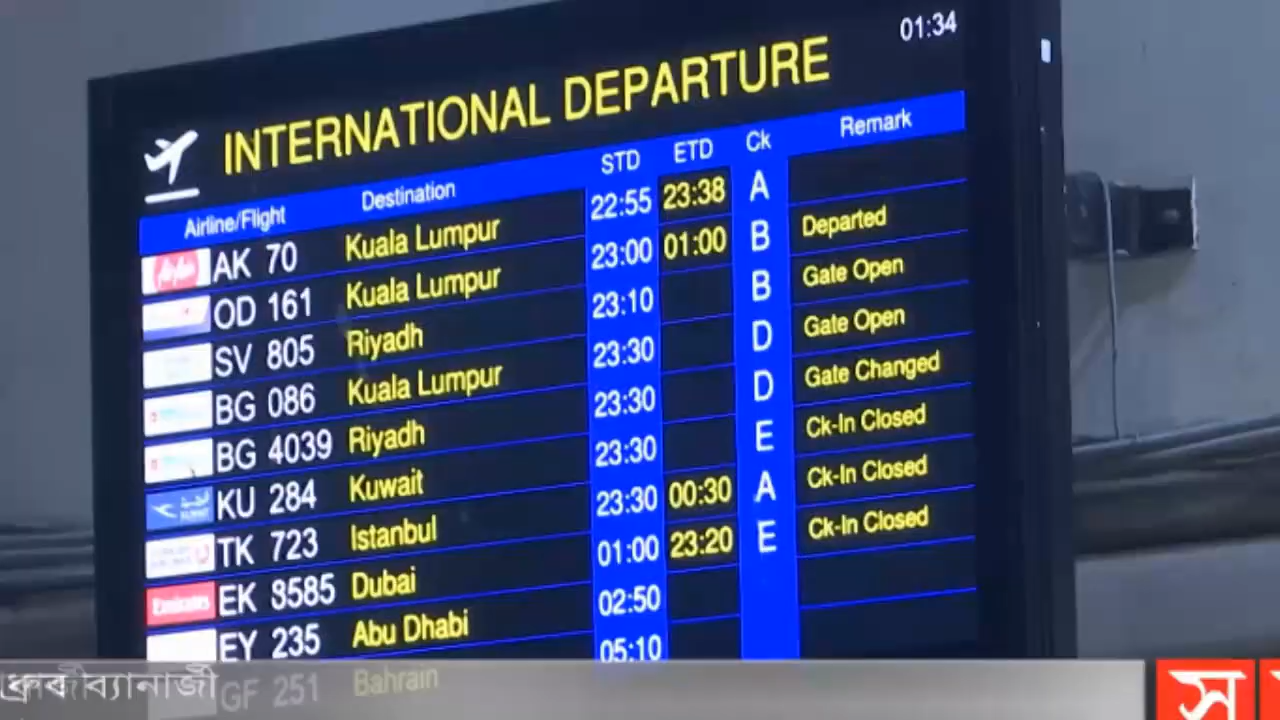 01:34
INTERNATIONAL DEPARTURE
Airline/Flight Destination STD ETD Ck Remark
AK 70 Kuala Lumpur 22:55 23:38 A
OD 161 Kuala Lumpur 23:00 01:00 B Departed
SV 805 Riyadh 23:10 B Gate Open
BG 086 Kuala Lumpur 23:30 D Gate Open
BG 4039 Riyadh 23:30 D Gate Changed
KU 284 Kuwait 23:30 E Ck-In Closed
TK 723 Istanbul 23:30 00:30 A Ck-In Closed
Emirates EK 8585 Dubai 01:00 23:20 E Ck-In Closed
EY 235 Abu Dhabi 02:50
GF 251 Bahrain 05:10
ব্যানার্জী
স